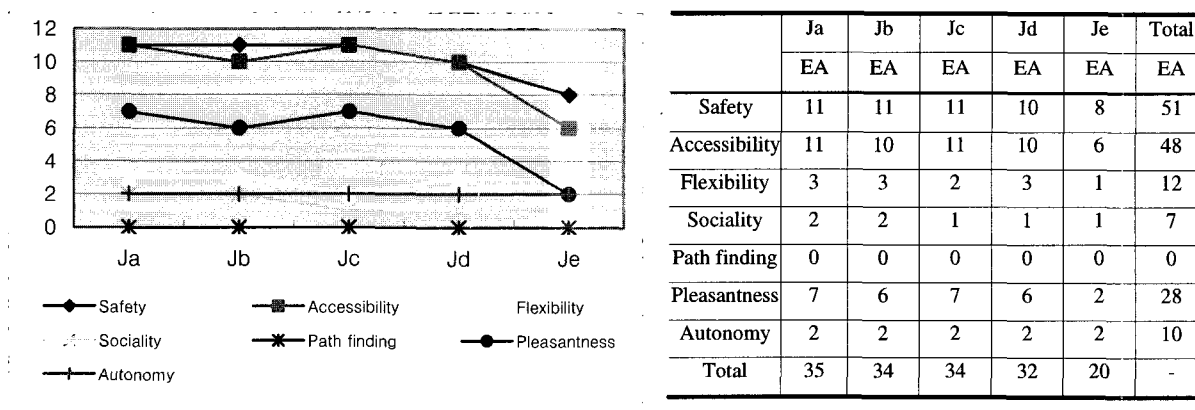 12
10
8
6
4
2
0
Ja Jb Jc Jd Je
Safety Accessibility Flexibility
Sociality Path finding Pleasantness
Autonomy
Ja Jb Jc Jd Je Total
EA EA EA EA EA EA
Safety 11 11 11 10 8 51
Accessibility 11 10 11 10 6 48
Flexibility 3 3 2 3 1 12
Sociality 2 2 1 1 1 7
Path finding 0 0 0 0 0 0
Pleasantness 7 6 7 6 2 28
Autonomy 2 2 2 2 2 10
Total 35 34 34 32 20 -